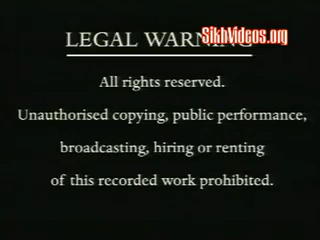 SikhVideos.org
LEGAL WARNING
All rights reserved.
Unauthorised copying, public performance,
broadcasting, hiring or renting
of this recorded work prohibited.